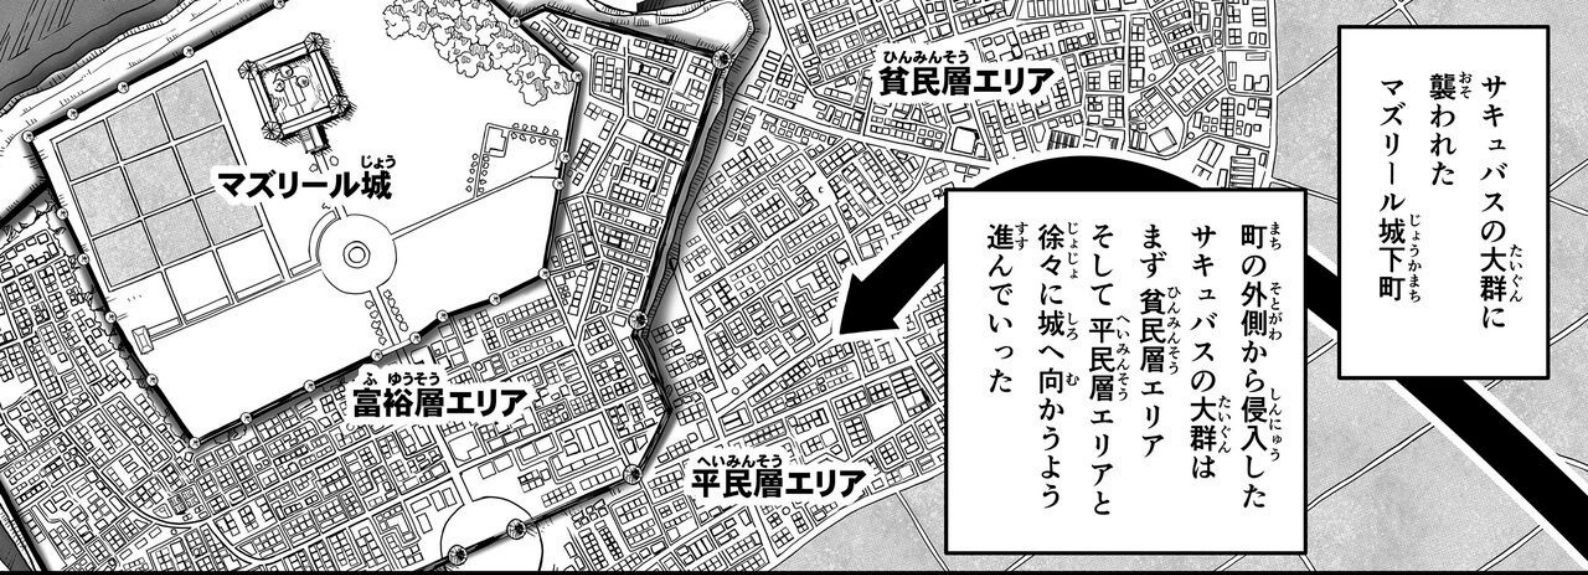 サキュバスの大群に
襲われた
マズリール城下町
町の外側から侵入した
サキュバスの大群は
まず 貧民層エリア
そして 平民層エリアと
徐々に城へ向かうよう
進んでいった
貧民層エリア
マズリール城
富裕層エリア
平民層エリア